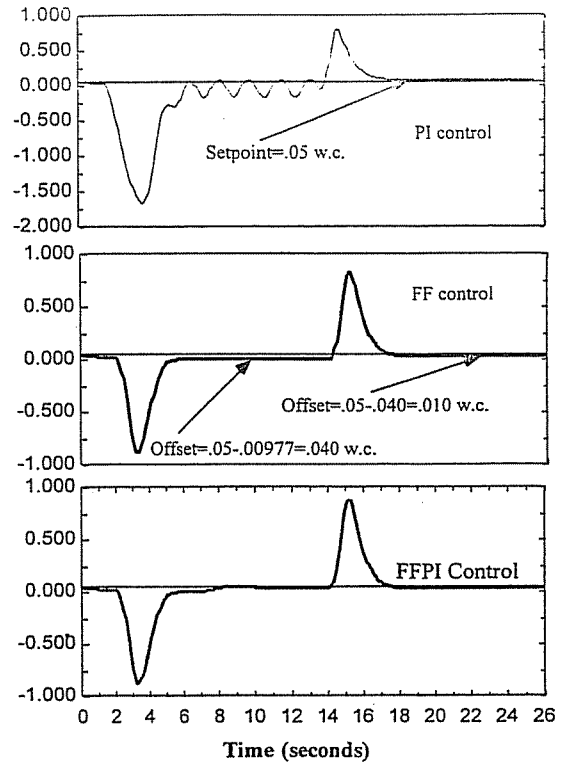 1.000
0.500
0.000
-0.500
-1.000
-1.500
-2.000
Setpoint=.05 w.c.
PI control
1.000
0.500
0.000
-0.500
-1.000
FF control
Offset=.05-.040=.010 w.c.
Offset=.05-.00977=.040 w.c.
1.000
0.500
0.000
-0.500
-1.000
FFPI Control
0 2 4 6 8 10 12 14 16 18 20 22 24 26
Time (seconds)